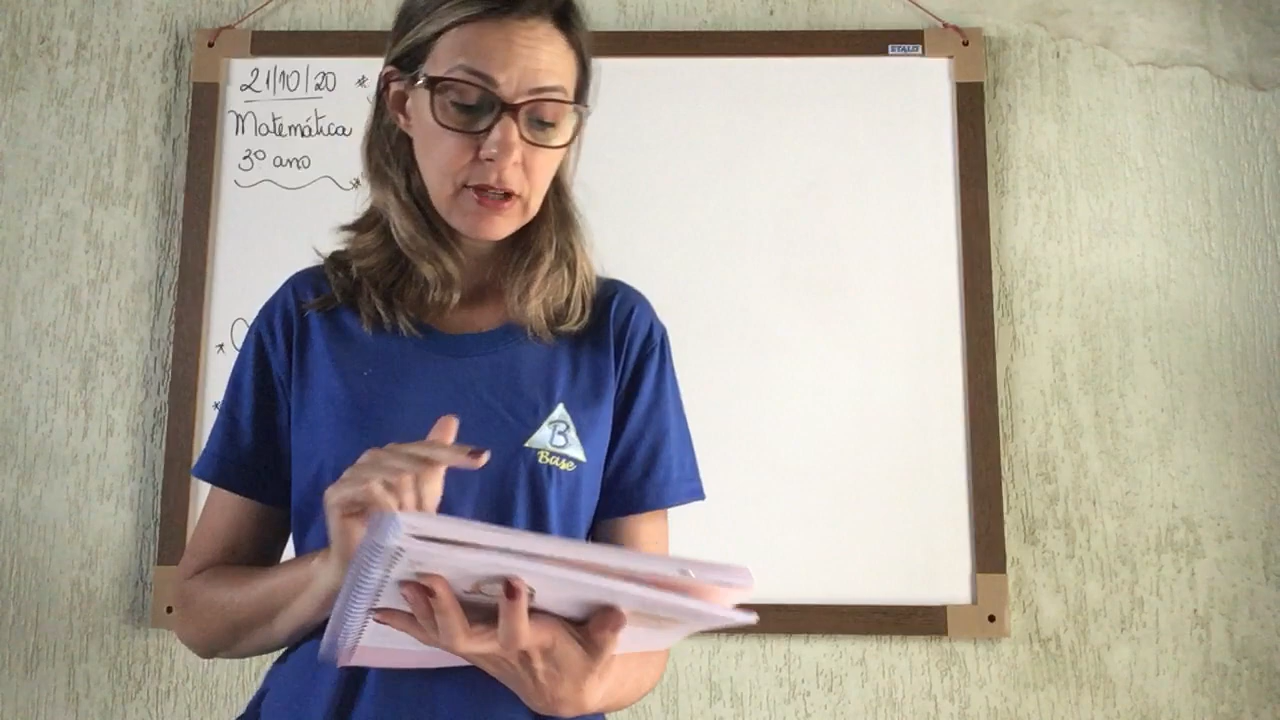 21/10/20 *
Matemática
3º ano
*
*
*
STALO
B
Base